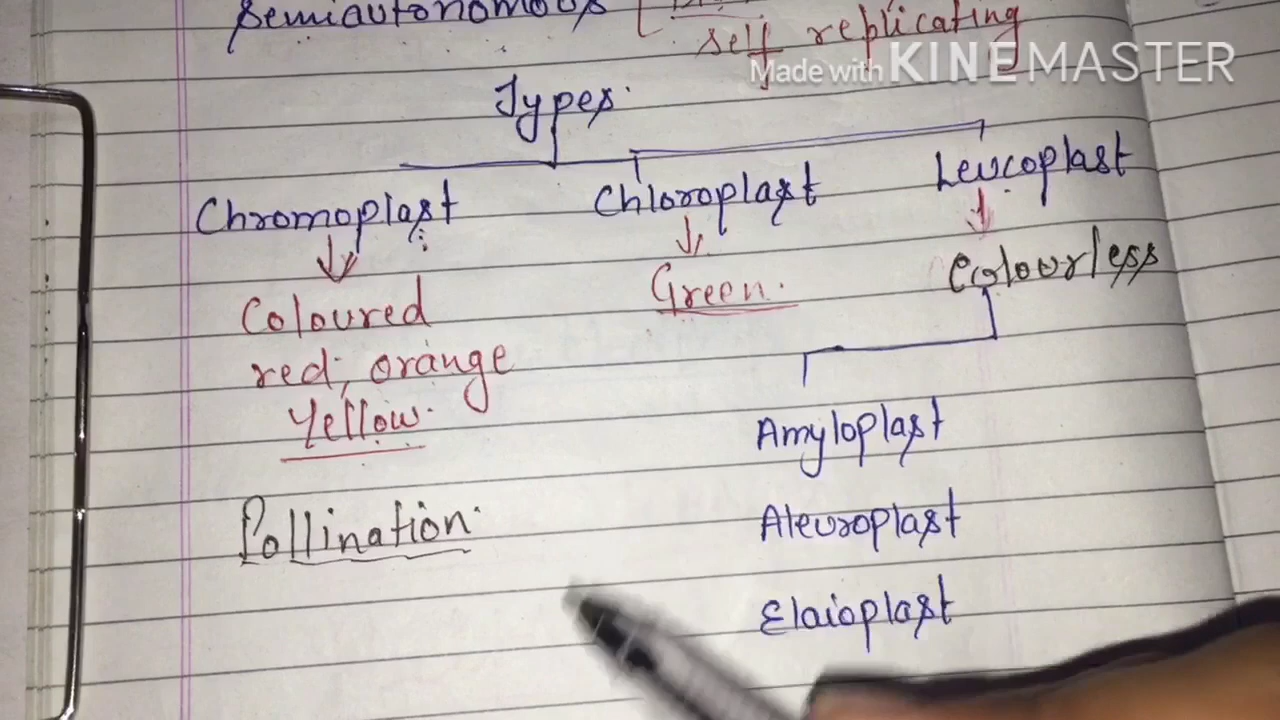 Semiautonomous
self replicating
Made with KINEMASTER
Types
Chromoplast Chloroplast Leucoplast
Coloured Green. Colourless
red, orange
Yellow.
Amyloplast
Pollination.
Aleuroplast
Elaioplast